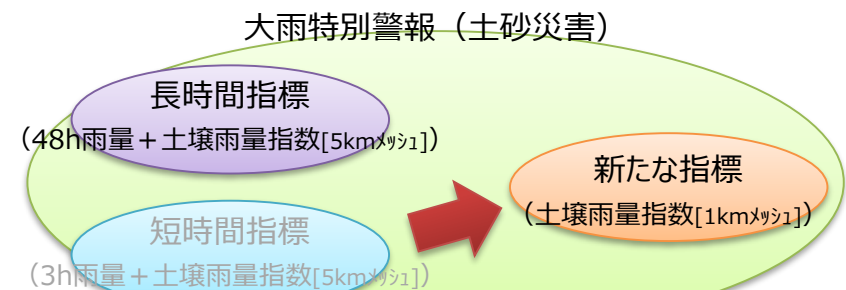 大雨特別警報（土砂災害）
長時間指標
（48h雨量＋土壌雨量指数[5kmﾒｯｼｭ]）
新たな指標
（土壌雨量指数[1kmﾒｯｼｭ]）
短時間指標
（3h雨量＋土壌雨量指数[5kmﾒｯｼｭ]）